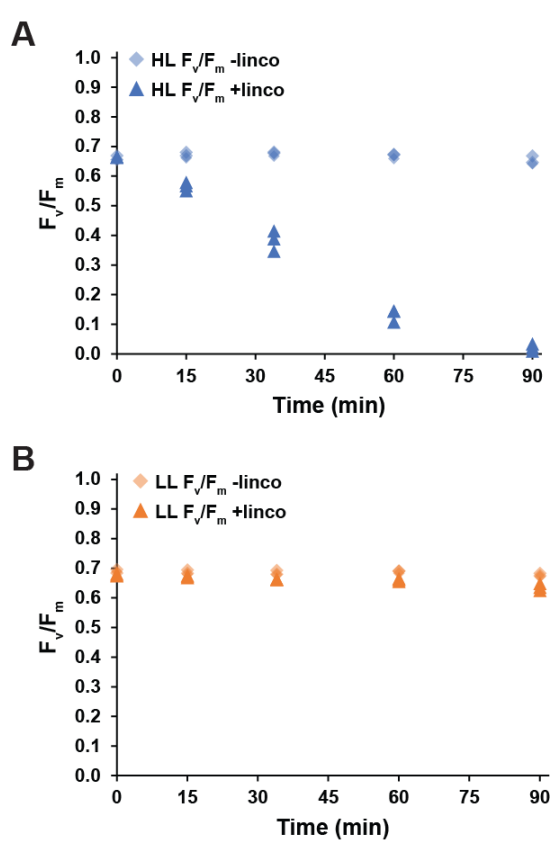 A
1.0
HL Fv/Fm -linco
0.9
HL Fv/Fm +linco
0.8
0.7
0.6
0.5
0.4
0.3
0.2
0.1
0.0
Fv/Fm
0 15 30 45 60 75 90
Time (min)
B
1.0
LL Fv/Fm -linco
0.9
LL Fv/Fm +linco
0.8
0.7
0.6
0.5
0.4
0.3
0.2
0.1
0.0
Fv/Fm
0 15 30 45 60 75 90
Time (min)